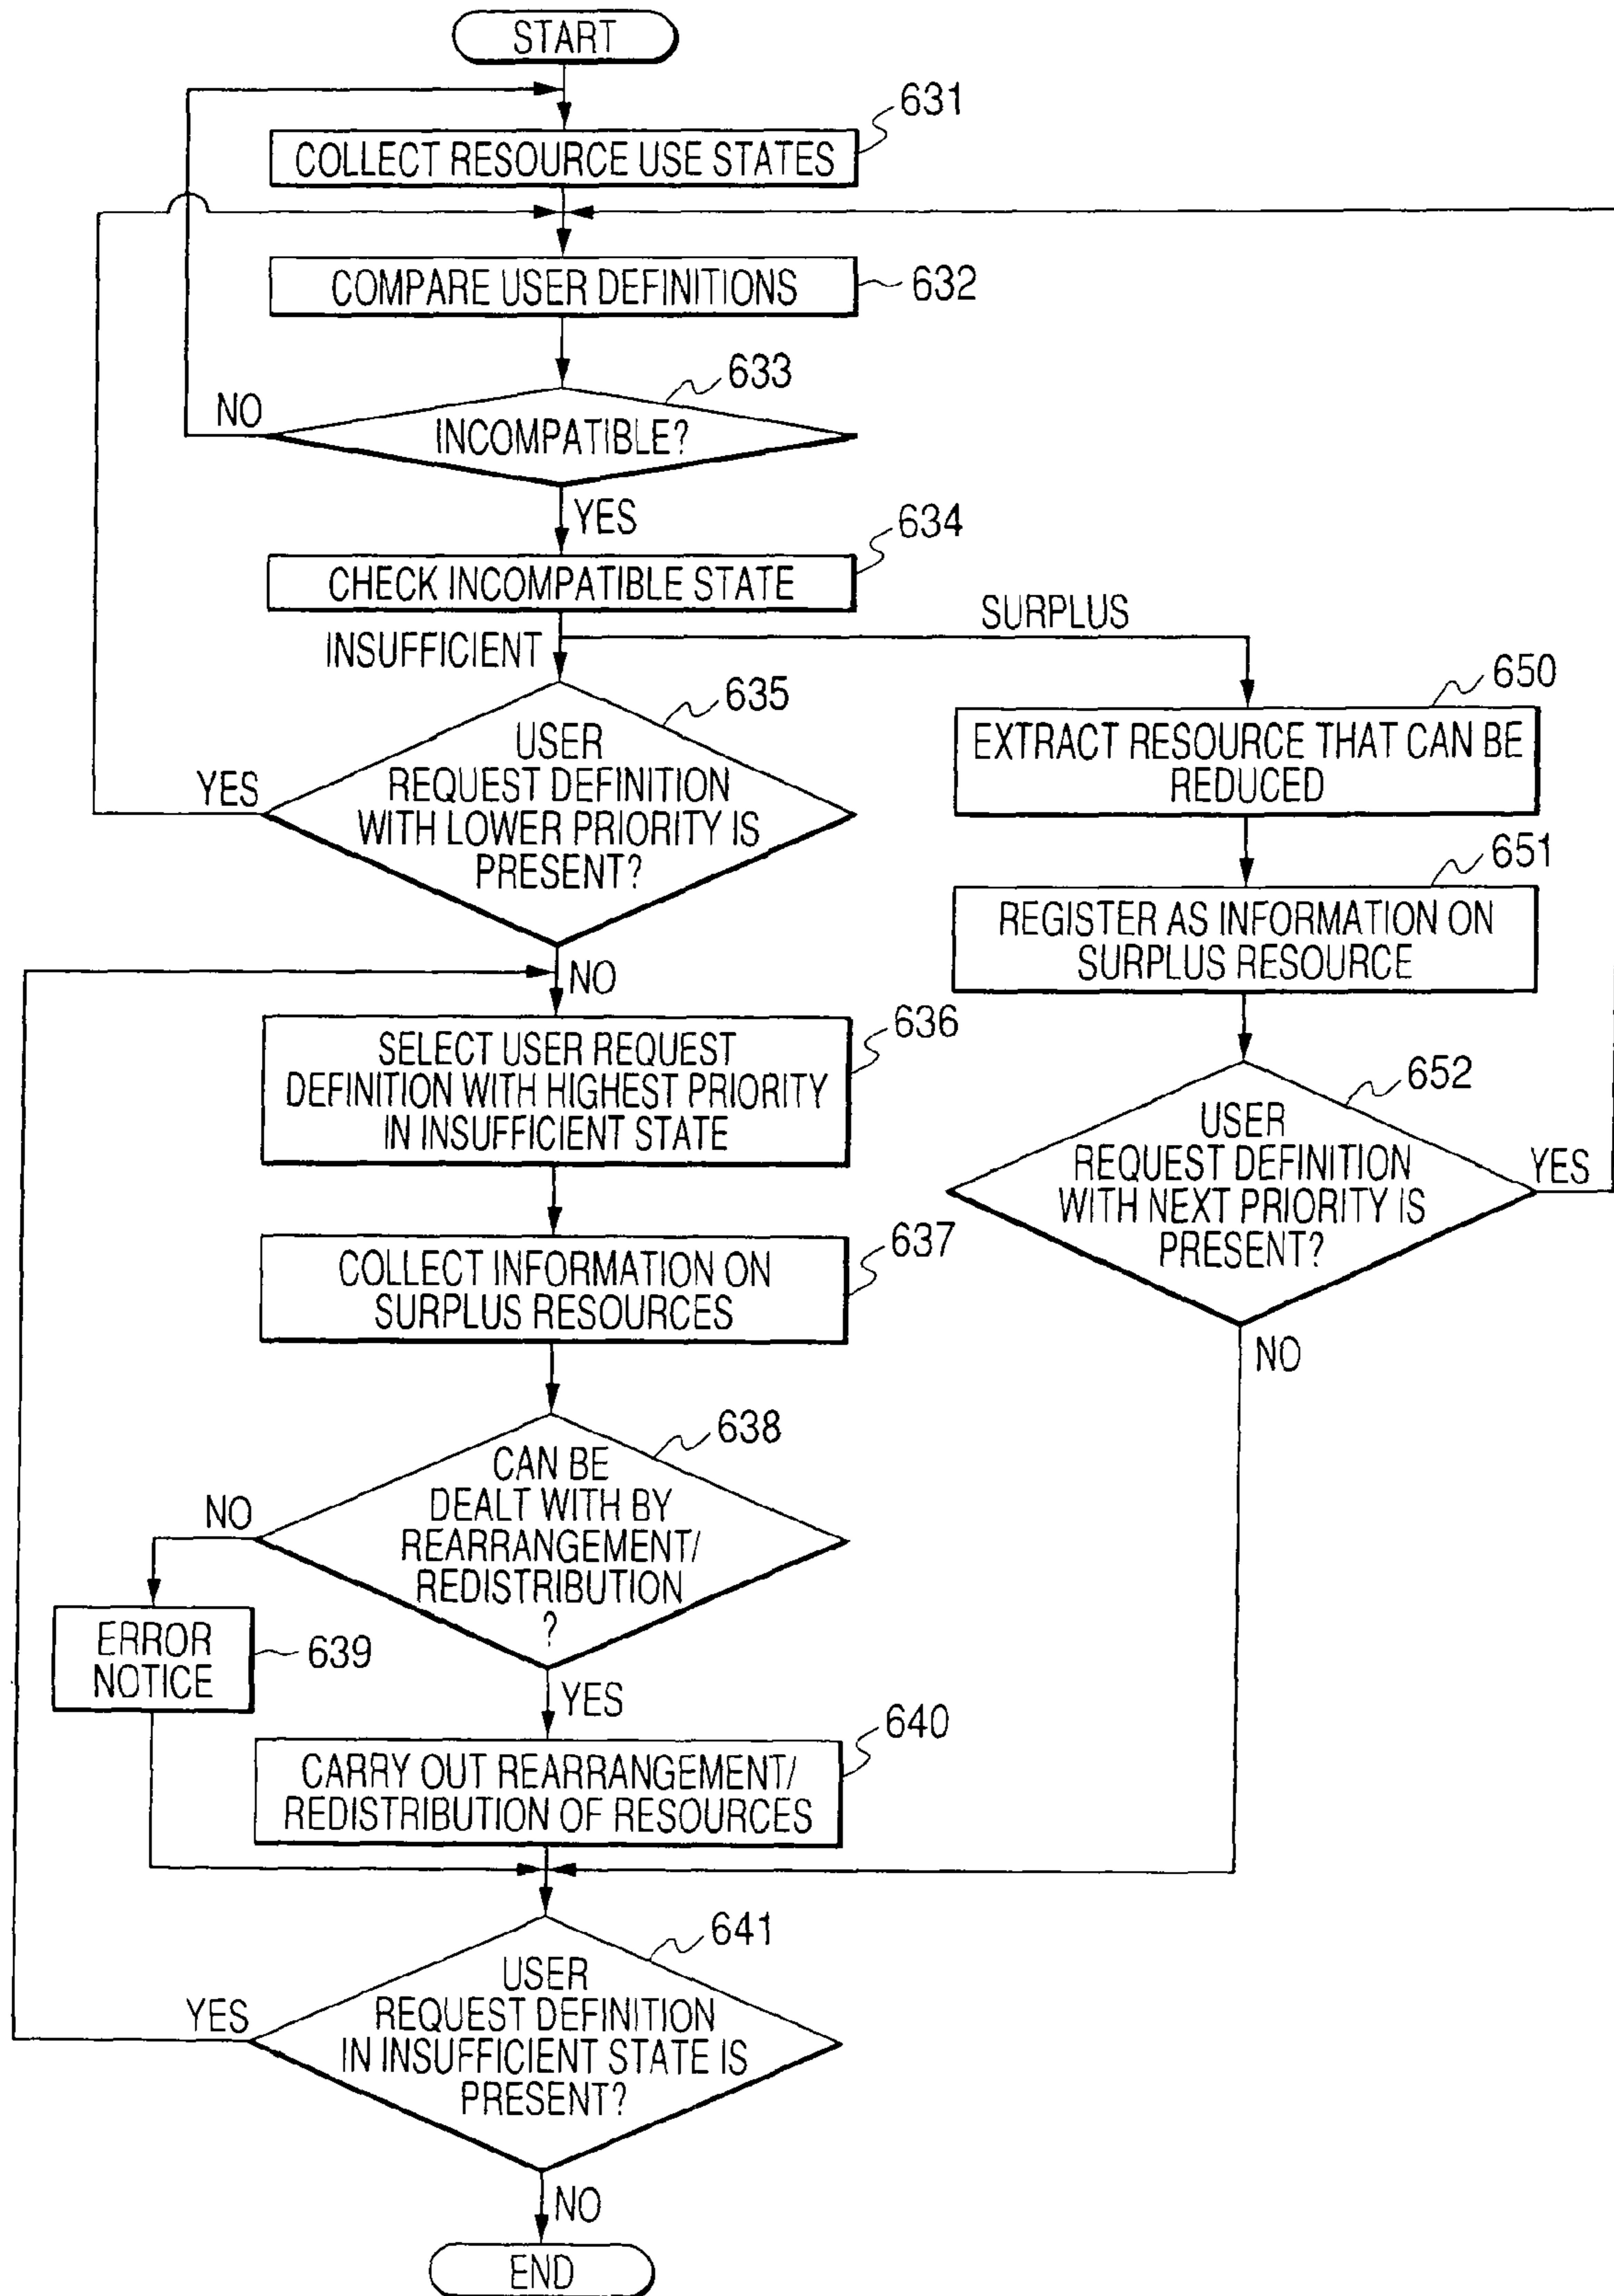 START
631
COLLECT RESOURCE USE STATES
COMPARE USER DEFINITIONS
632
633
NO
INCOMPATIBLE?
YES
634
CHECK INCOMPATIBLE STATE
SURPLUS
INSUFFICIENT
635
USER
REQUEST DEFINITION
WITH LOWER PRIORITY IS
PRESENT?
YES
NO
650
EXTRACT RESOURCE THAT CAN BE
REDUCED
651
REGISTER AS INFORMATION ON
SURPLUS RESOURCE
652
USER
REQUEST DEFINITION
WITH NEXT PRIORITY IS
PRESENT?
YES
NO
636
SELECT USER REQUEST
DEFINITION WITH HIGHEST PRIORITY
IN INSUFFICIENT STATE
637
COLLECT INFORMATION ON
SURPLUS RESOURCES
638
CAN BE
DEALT WITH BY
REARRANGEMENT/
REDISTRIBUTION
?
NO
ERROR
NOTICE
639
YES
640
CARRY OUT REARRANGEMENT/
REDISTRIBUTION OF RESOURCES
641
USER
REQUEST DEFINITION
IN INSUFFICIENT STATE IS
PRESENT?
YES
NO
END